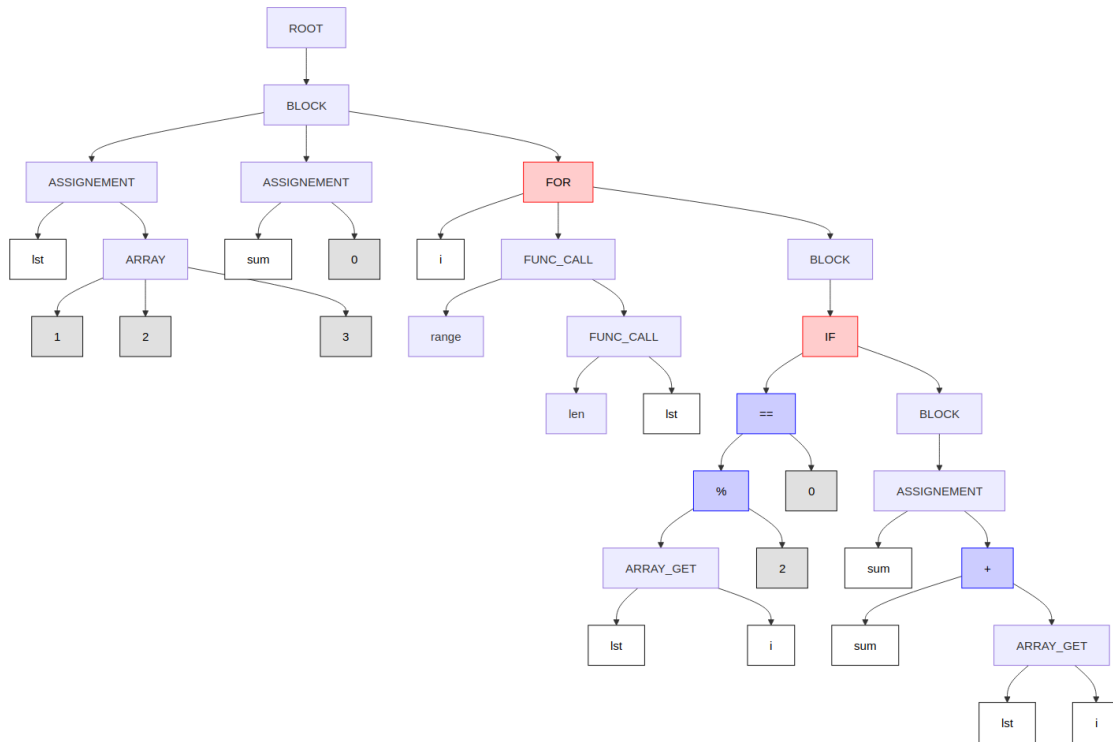 ROOT
BLOCK
ASSIGNEMENT
ASSIGNEMENT
FOR
lst
ARRAY
sum
0
i
FUNC_CALL
BLOCK
1
2
3
range
FUNC_CALL
IF
len
lst
==
BLOCK
%
0
ASSIGNEMENT
ARRAY_GET
2
sum
+
lst
i
sum
ARRAY_GET
lst
i